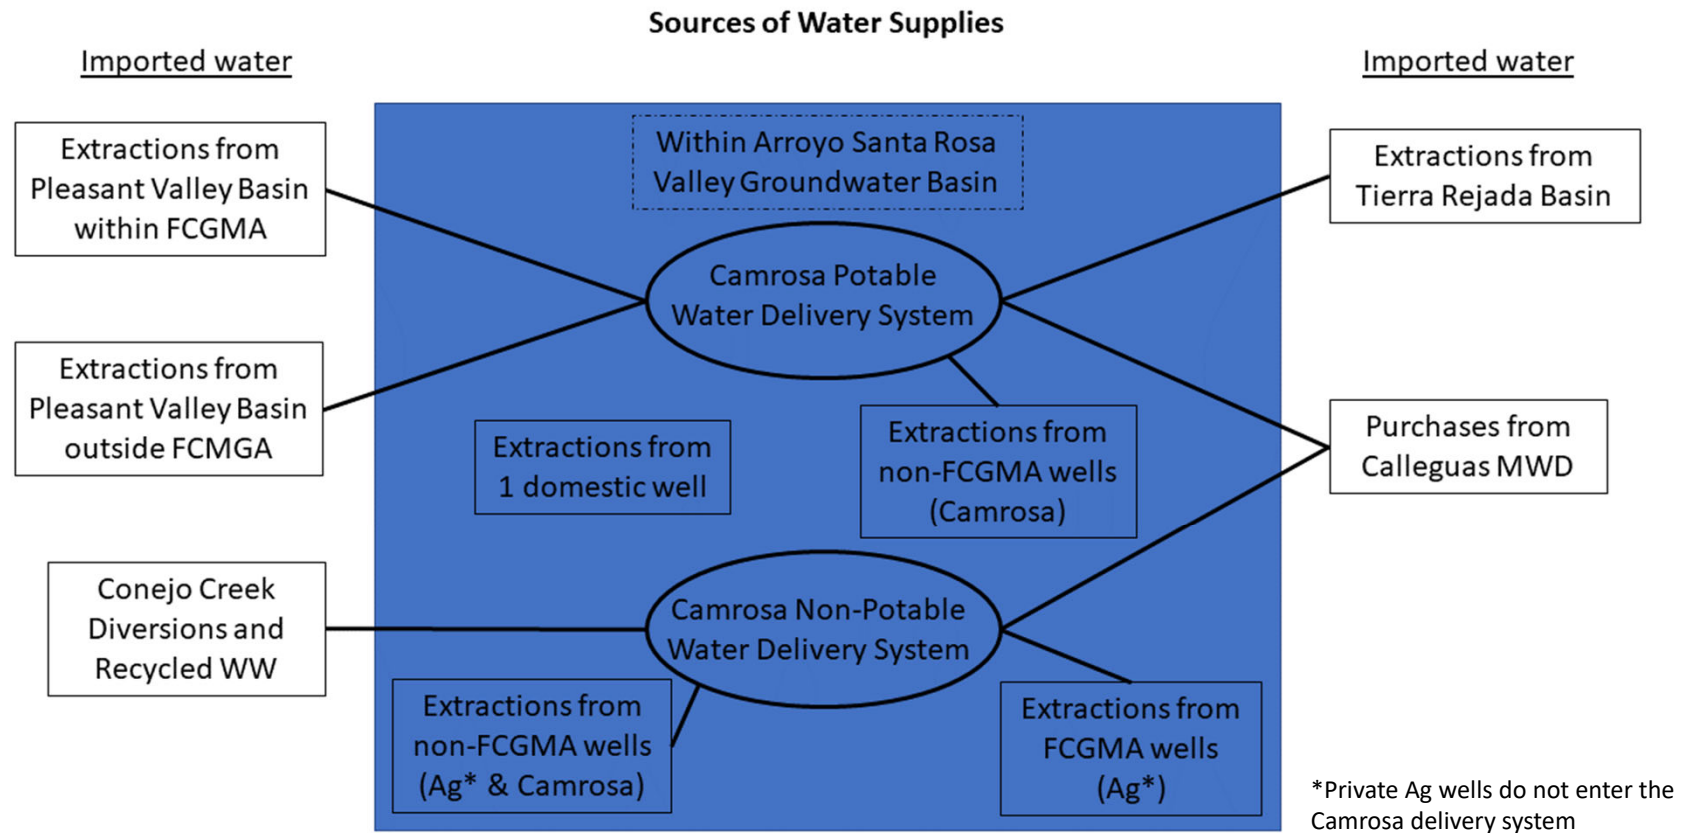 Sources of Water Supplies
Imported water
Imported water
Extractions from
Pleasant Valley Basin
within FCGMA
Within Arroyo Santa Rosa
Valley Groundwater Basin
Extractions from
Tierra Rejada Basin
Camrosa Potable
Water Delivery System
Extractions from
Pleasant Valley Basin
outside FCMGA
Extractions from
1 domestic well
Extractions from
non-FCGMA wells
(Camrosa)
Purchases from
Calleguas MWD
Conejo Creek
Diversions and
Recycled WW
Camrosa Non-Potable
Water Delivery System
Extractions from
non-FCGMA wells
(Ag* & Camrosa)
Extractions from
FCGMA wells
(Ag*)
*Private Ag wells do not enter the
Camrosa delivery system